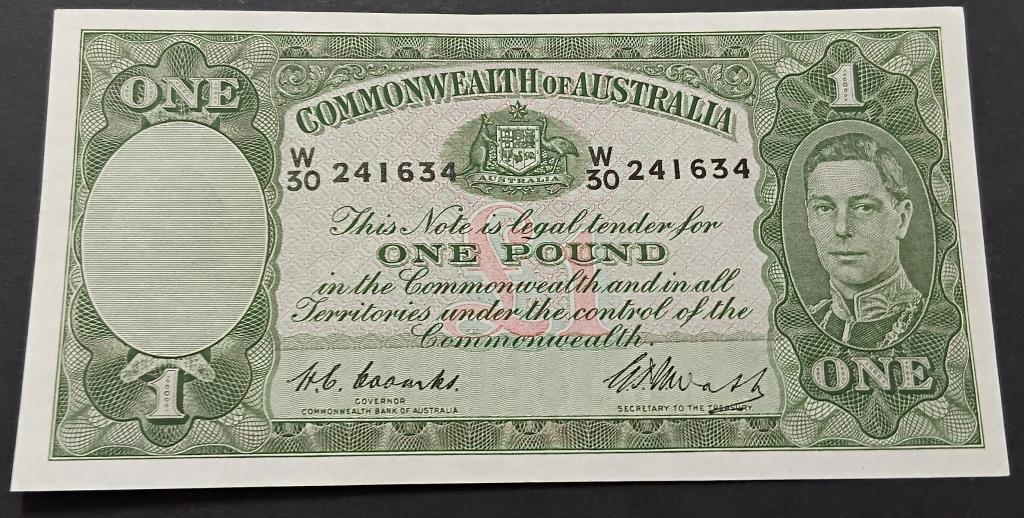 ONE
1
COMMONWEALTH OF AUSTRALIA
AUSTRALIA
W/30 241634
W/30 241634
This Note is legal tender for
ONE POUND
in the Commonwealth and in all
Territories under the control of the
Commonwealth.
£1
H.C. Coombs.
GOVERNOR
COMMONWEALTH BANK OF AUSTRALIA
SECRETARY TO THE TREASURY
1
ONE